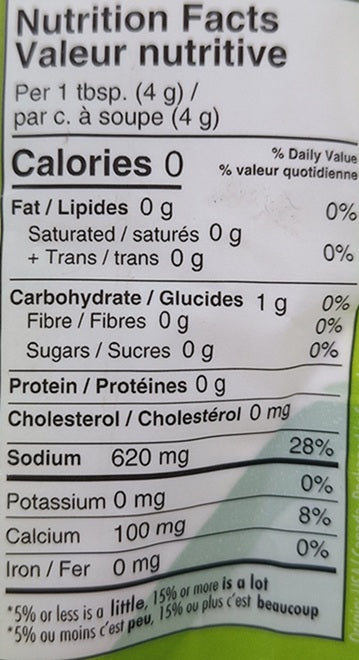 Nutrition Facts
Valeur nutritive
Per 1 tbsp. (4 g) /
par c. à soupe (4 g)
Calories 0
% Daily Value
% valeur quotidienne
Fat / Lipides 0 g 0%
Saturated / saturés 0 g
+ Trans / trans 0 g 0%
Carbohydrate / Glucides 1 g 0%
Fibre / Fibres 0 g 0%
Sugars / Sucres 0 g 0%
Protein / Protéines 0 g
Cholesterol / Cholestérol 0 mg
Sodium 620 mg 28%
Potassium 0 mg 0%
Calcium 100 mg 8%
Iron / Fer 0 mg 0%
*5% or less is a little, 15% or more is a lot
*5% ou moins c'est peu, 15% ou plus c'est beaucoup